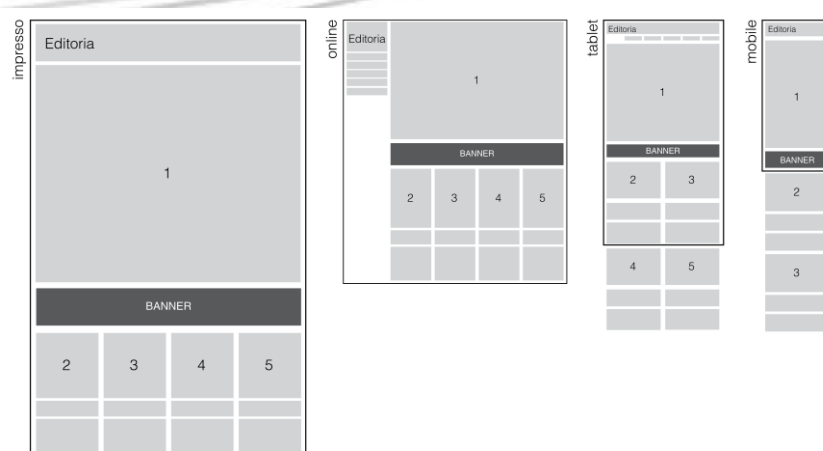 impresso
Editoria
1
BANNER
2 3 4 5
online
Editoria
1
BANNER
2 3 4 5
tablet
Editoria
1
BANNER
2 3
4 5
mobile
Editoria
1
BANNER
2
3